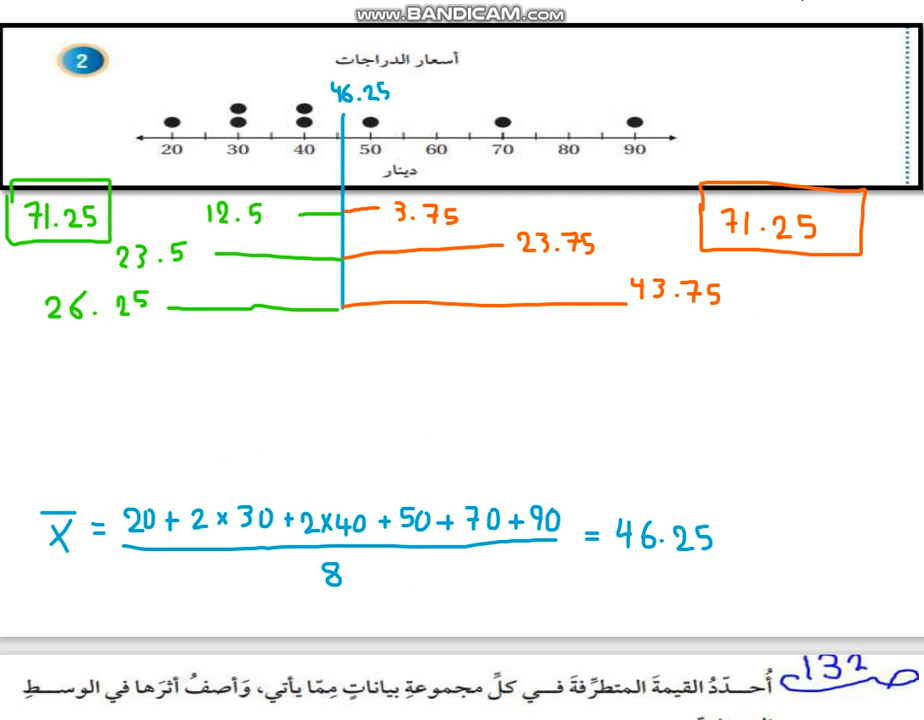 www.BANDICAM.com
2
أسعار الدراجات
46.25
20 30 40 50 60 70 80 90
دينار
71.25 12.5 3.75 71.25
23.5 23.75
26.25 43.75
X̄ = (20 + 2 × 30 + 2×40 + 50 + 70 + 90) / 8 = 46.25
ص 132
أُحدِّدُ القيمةَ المتطرِّفةَ في كلِّ مجموعةِ بياناتٍ مِمّا يأتي، وَأصفُ أثرَها في الوسطِ